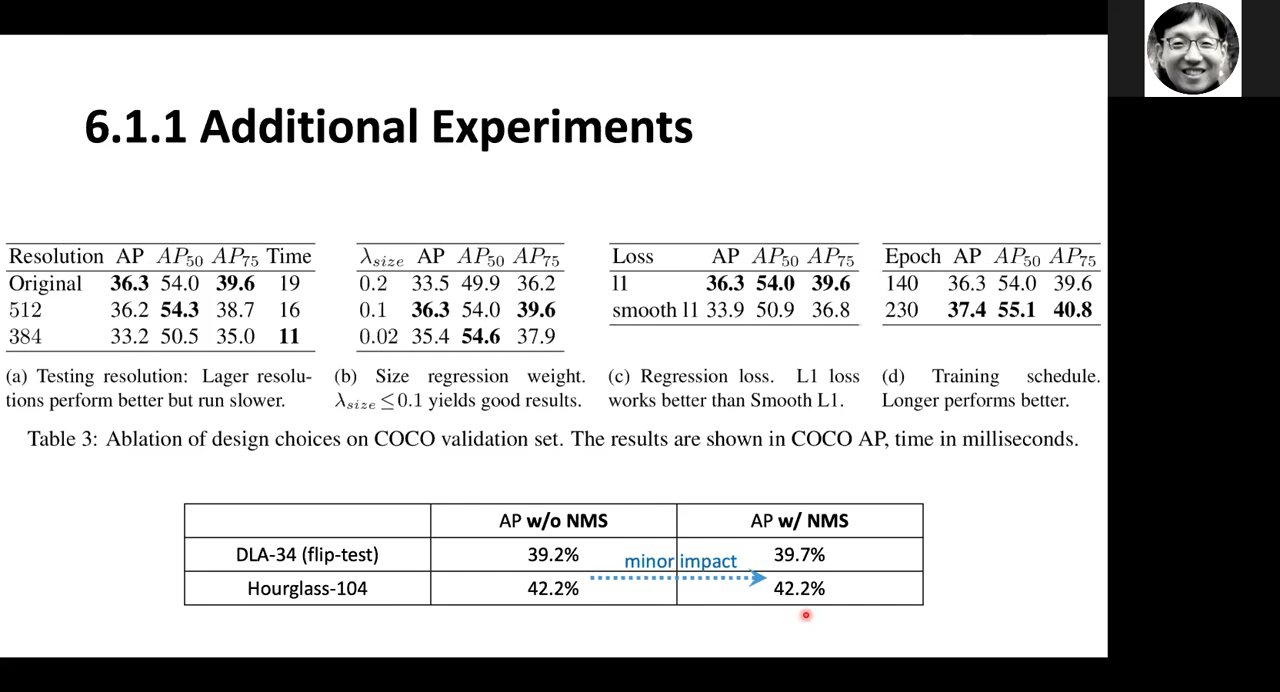 6.1.1 Additional Experiments
Resolution AP AP50 AP75 Time
Original 36.3 54.0 39.6 19
512 36.2 54.3 38.7 16
384 33.2 50.5 35.0 11
(a) Testing resolution: Lager resolu-
tions perform better but run slower.
λsize AP AP50 AP75
0.2 33.5 49.9 36.2
0.1 36.3 54.0 39.6
0.02 35.4 54.6 37.9
(b) Size regression weight.
λsize ≤0.1 yields good results.
Loss AP AP50 AP75
l1 36.3 54.0 39.6
smooth l1 33.9 50.9 36.8
(c) Regression loss. L1 loss
works better than Smooth L1.
Epoch AP AP50 AP75
140 36.3 54.0 39.6
230 37.4 55.1 40.8
(d) Training schedule.
Longer performs better.
Table 3: Ablation of design choices on COCO validation set. The results are shown in COCO AP, time in milliseconds.
AP w/o NMS AP w/ NMS
DLA-34 (flip-test) 39.2% 39.7%
minor impact
Hourglass-104 42.2% 42.2%